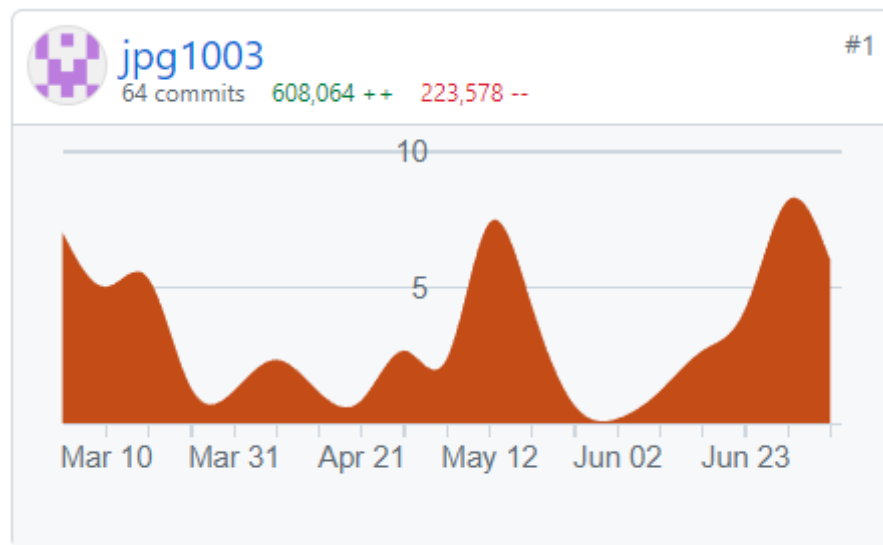 jpg1003
#1
64 commits 608,064 ++ 223,578 --
10
5
Mar 10 Mar 31 Apr 21 May 12 Jun 02 Jun 23